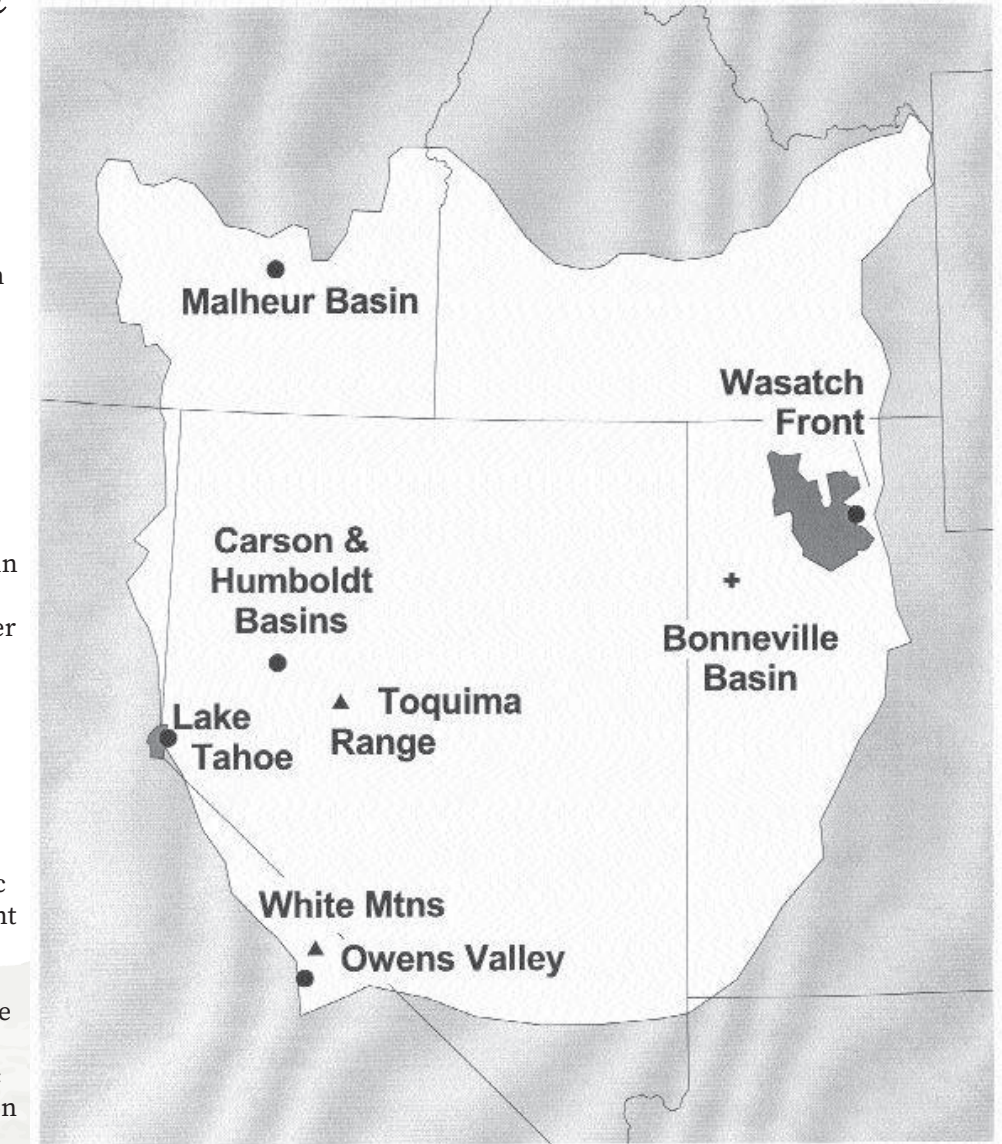 Malheur Basin
Wasatch
Front
Carson &
Humboldt
Basins
Bonneville
Basin
Toquima
Range
Lake
Tahoe
White Mtns
Owens Valley